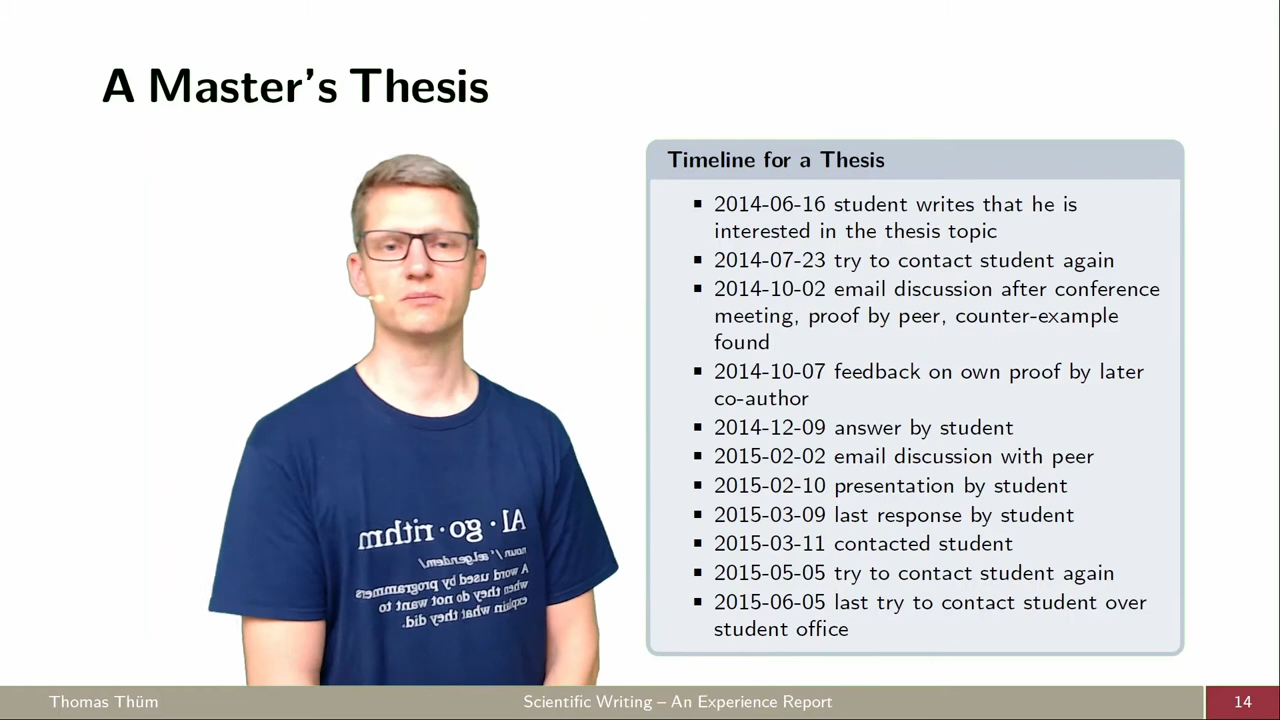 A Master's Thesis
Timeline for a Thesis
▪ 2014-06-16 student writes that he is
interested in the thesis topic
▪ 2014-07-23 try to contact student again
▪ 2014-10-02 email discussion after conference
meeting, proof by peer, counter-example
found
▪ 2014-10-07 feedback on own proof by later
co-author
▪ 2014-12-09 answer by student
▪ 2015-02-02 email discussion with peer
▪ 2015-02-10 presentation by student
▪ 2015-03-09 last response by student
▪ 2015-03-11 contacted student
▪ 2015-05-05 try to contact student again
▪ 2015-06-05 last try to contact student over
student office
Al·go·rithm
noun
A word used by programmers
when they do not want to
explain what they did.
Thomas Thüm
Scientific Writing – An Experience Report
14